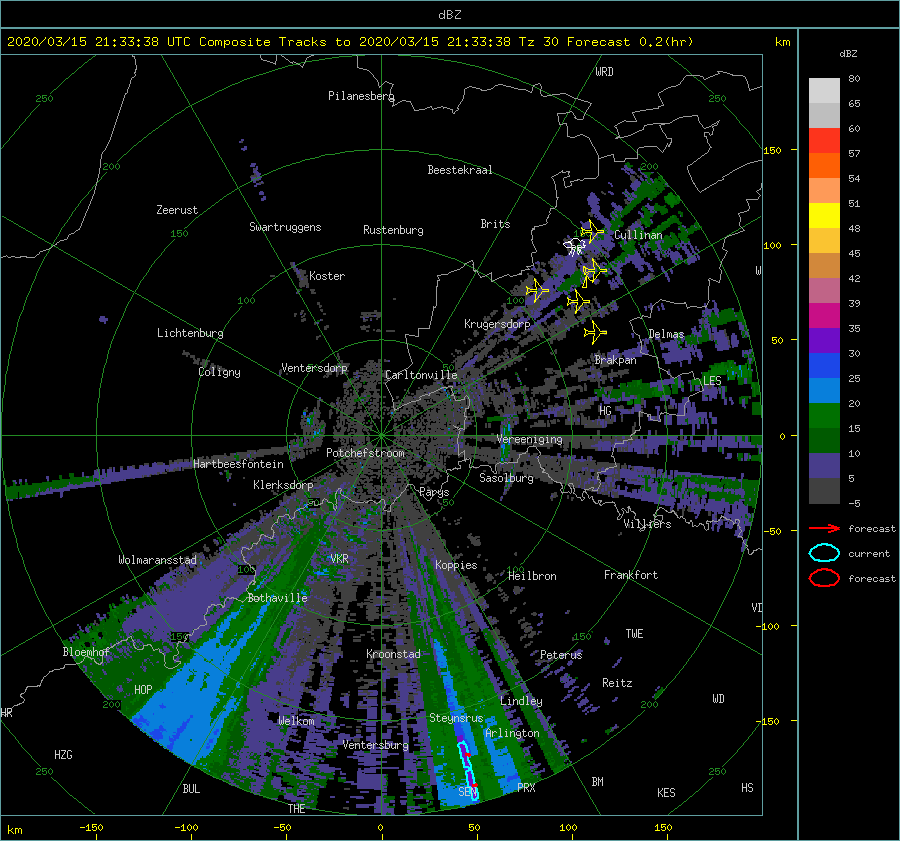 dBZ
2020/03/15 21:33:38 UTC Composite Tracks to 2020/03/15 21:33:38 Tz 30 Forecast 0.2(hr)
km
dBZ
WRD
80
250
Pilanesberg
250
65
60
150
57
200
Beestekraal
200
54
Zeerust
51
Swartruggens
Rustenburg
Brits
150
Cullinan
48
100
45
W
Koster
42
100
100
39
Lichtenburg
Krugersdorp
Delmas
35
50
30
Coligny
Ventersdorp
Carltonville
Brakpan
LES
25
HG
20
Vereeniging
0
15
Potchefstroom
10
Hartbeesfontein
Sasolburg
5
Klerksdorp
Parys
50
50
-5
Villiers
-50
forecast
Wolmaransstad
VKR
Koppies
current
100
100
Heilbron
Frankfort
forecast
Bothaville
VD
-100
150
150
TWE
Bloemhof
Kroonstad
Peterus
HOP
Reitz
200
Lindley
200
WD
HR
Welkom
Steynsrus
-150
Arlington
HZG
Ventersburg
250
250
BUL
PRX
BM
KES
HS
THE
km
-150
-100
-50
0
50
100
150